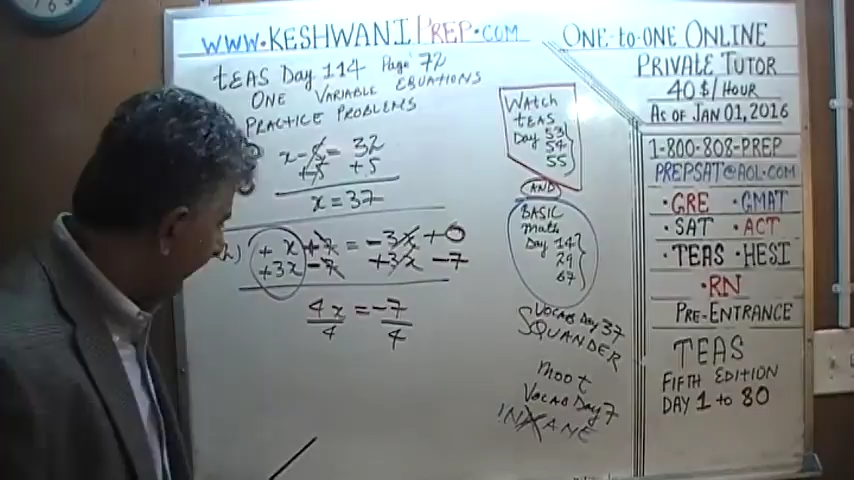 WWW.KESHWANIPREP.COM
TEAS Day 114 Page 72
ONE VARIABLE EQUATIONS
PRACTICE PROBLEMS
x - 5 = 32
+5 +5
x = 37
+ x + 7 = -3x + 0
+3x -7 +3x -7
4x = -7
4 4
WATCH
TEAS
Day 53
54
55
AND
BASIC
Math
Day 14
29
67
VOCAB DAY 37
SQUANDER
MOOT
VOCAB DAY 7
INANE
ONE-TO-ONE ONLINE
PRIVATE TUTOR
40$/HOUR
AS OF JAN 01, 2016
1-800-808-PREP
PREPSAT@AOL.COM
•GRE •GMAT
•SAT •ACT
•TEAS •HESI
•RN
PRE-ENTRANCE
TEAS
FIFTH EDITION
DAY 1 TO 80